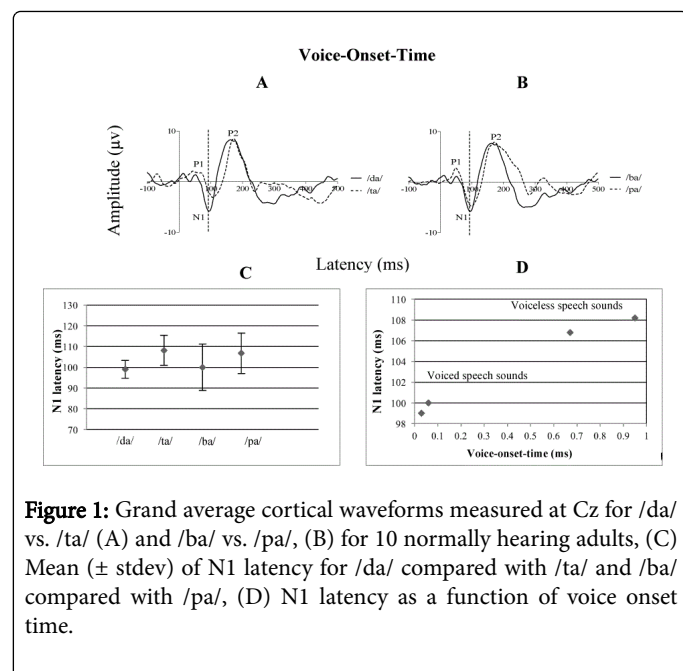 Voice-Onset-Time
A B
10 10
P2 P2
P1 P1
/da/ /ba/
/ta/ /pa/
-100 100 200 300 400 500 -100 100 200 300 400 500
Amplitude (μv)
N1 N1
-10 -10
C Latency (ms) D
130
120
110
100
90
80
70
N1 latency (ms)
/da/ /ta/ /ba/ /pa/
110
108
106
104
102
100
98
N1 latency (ms)
Voiceless speech sounds
Voiced speech sounds
0 0.1 0.2 0.3 0.4 0.5 0.6 0.7 0.8 0.9 1
Voice-onset-time (ms)
Figure 1: Grand average cortical waveforms measured at Cz for /da/
vs. /ta/ (A) and /ba/ vs. /pa/, (B) for 10 normally hearing adults, (C)
Mean (± stdev) of N1 latency for /da/ compared with /ta/ and /ba/
compared with /pa/, (D) N1 latency as a function of voice onset
time.